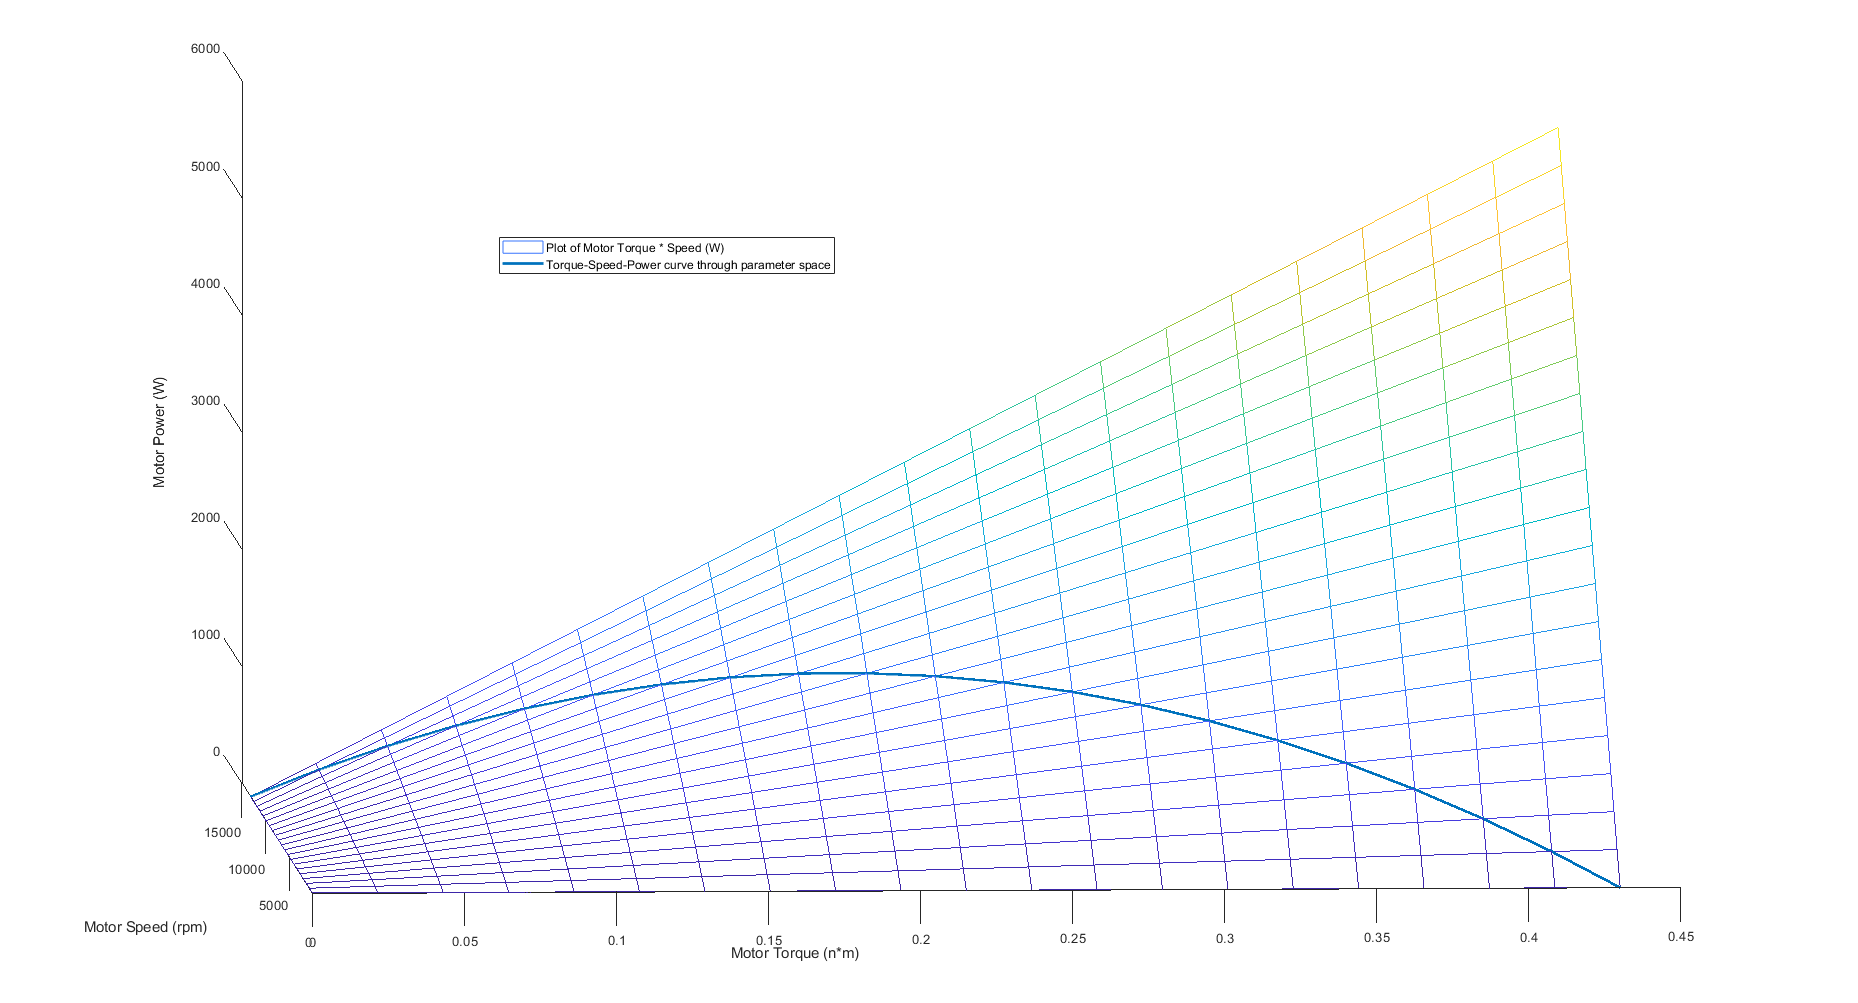 6000
5000
Plot of Motor Torque * Speed (W)
Torque-Speed-Power curve through parameter space
4000
3000
Motor Power (W)
2000
1000
0
15000
10000
5000
Motor Speed (rpm)
0 0 0.05 0.1 0.15 0.2 0.25 0.3 0.35 0.4 0.45
Motor Torque (n*m)